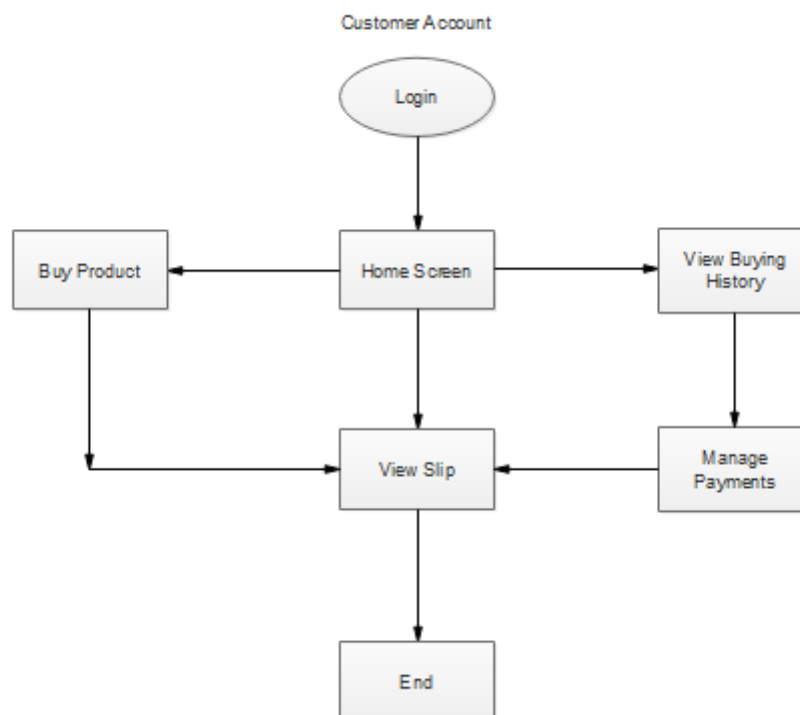 Customer Account
Login
Buy Product
Home Screen
View Buying
History
View Slip
Manage
Payments
End